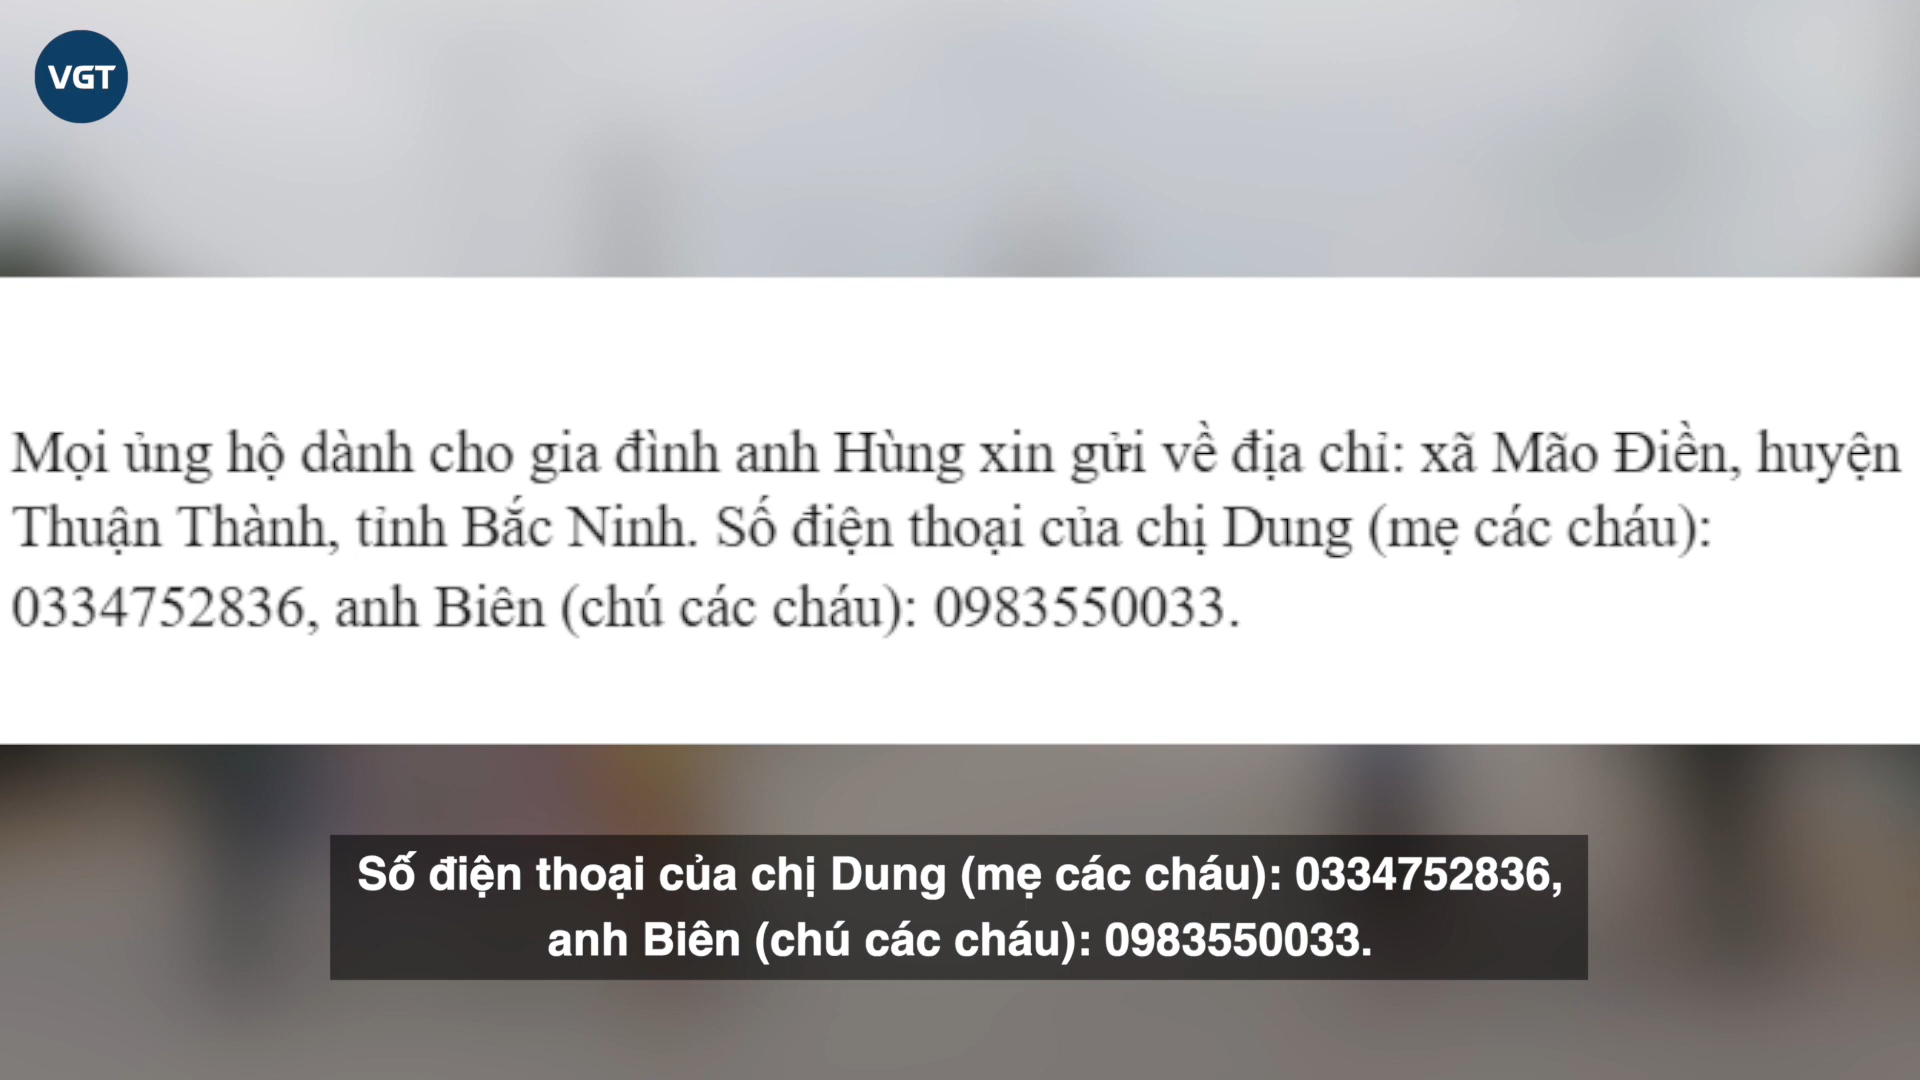 VGT
Mọi ủng hộ dành cho gia đình anh Hùng xin gửi về địa chỉ: xã Mão Điền, huyện
Thuận Thành, tỉnh Bắc Ninh. Số điện thoại của chị Dung (mẹ các cháu):
0334752836, anh Biên (chú các cháu): 0983550033.
Số điện thoại của chị Dung (mẹ các cháu): 0334752836,
anh Biên (chú các cháu): 0983550033.